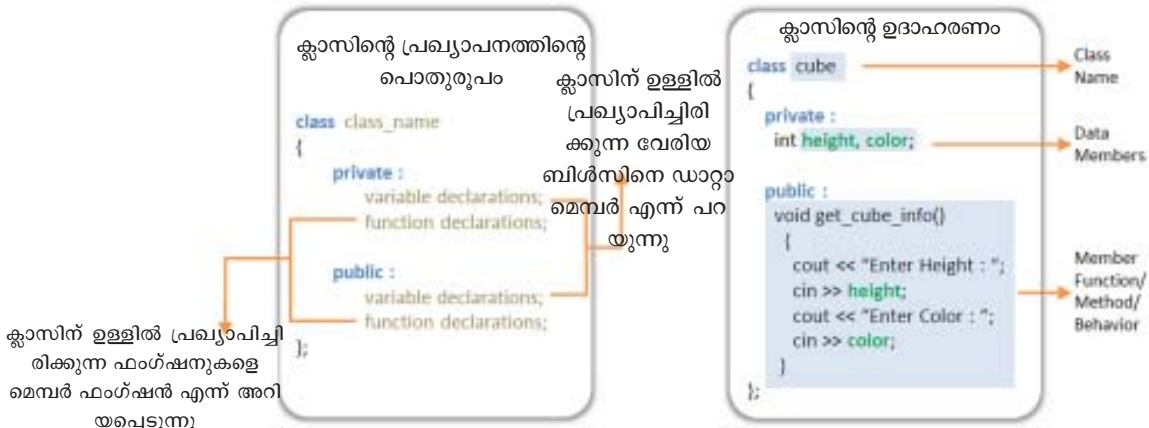 ക്ലാസിന്റെ പ്രഖ്യാപനത്തിന്റെ
പൊതുരൂപം
class class_name
{
private :
variable declarations;
function declarations;
public :
variable declarations;
function declarations;
};
ക്ലാസിന് ഉള്ളിൽ
പ്രഖ്യാപിച്ചിരി
ക്കുന്ന വേരിയ
ബിൾസിനെ ഡാറ്റാ
മെമ്പർ എന്ന് പറ
യുന്നു
ക്ലാസിന് ഉള്ളിൽ പ്രഖ്യാപിച്ചി
രിക്കുന്ന ഫംഗ്ഷനുകളെ
മെമ്പർ ഫംഗ്ഷൻ എന്ന് അറി
യപ്പെടുന്നു
ക്ലാസിന്റെ ഉദാഹരണം
class cube
{
private :
int height, color;
public :
void get_cube_info()
{
cout << "Enter Height : ";
cin >> height;
cout << "Enter Color : ";
cin >> color;
}
};
Class
Name
Data
Members
Member
Function/
Method/
Behavior